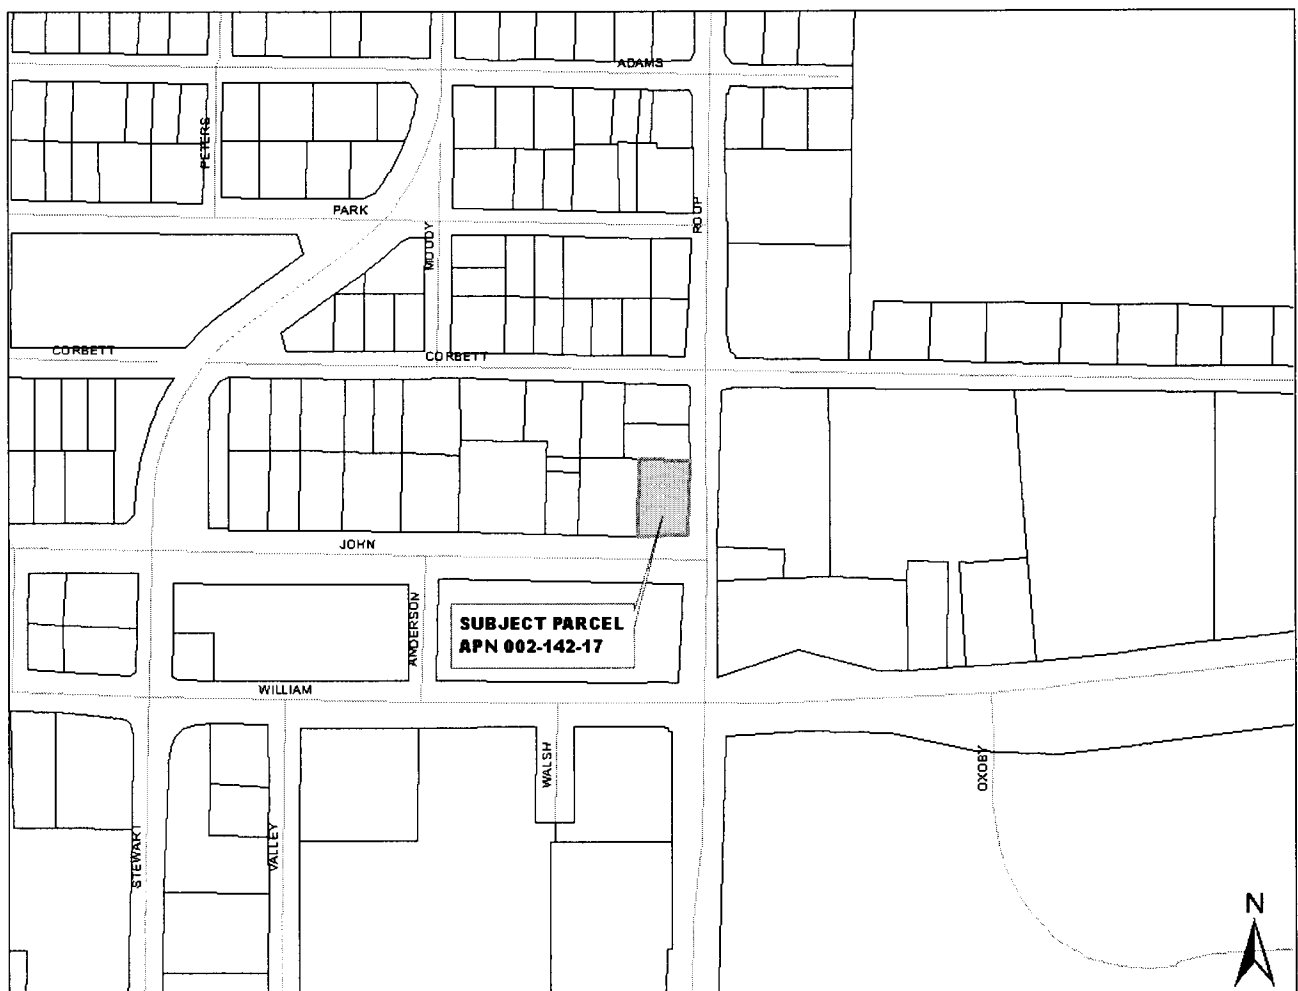 ADAMS
PETERS
PARK
ROOP
MOODY
CORBETT
CORBETT
JOHN
ANDERSON
SUBJECT PARCEL
APN 002-142-17
WILLIAM
WALSH
OXOBY
STEWART
VALLEY
N